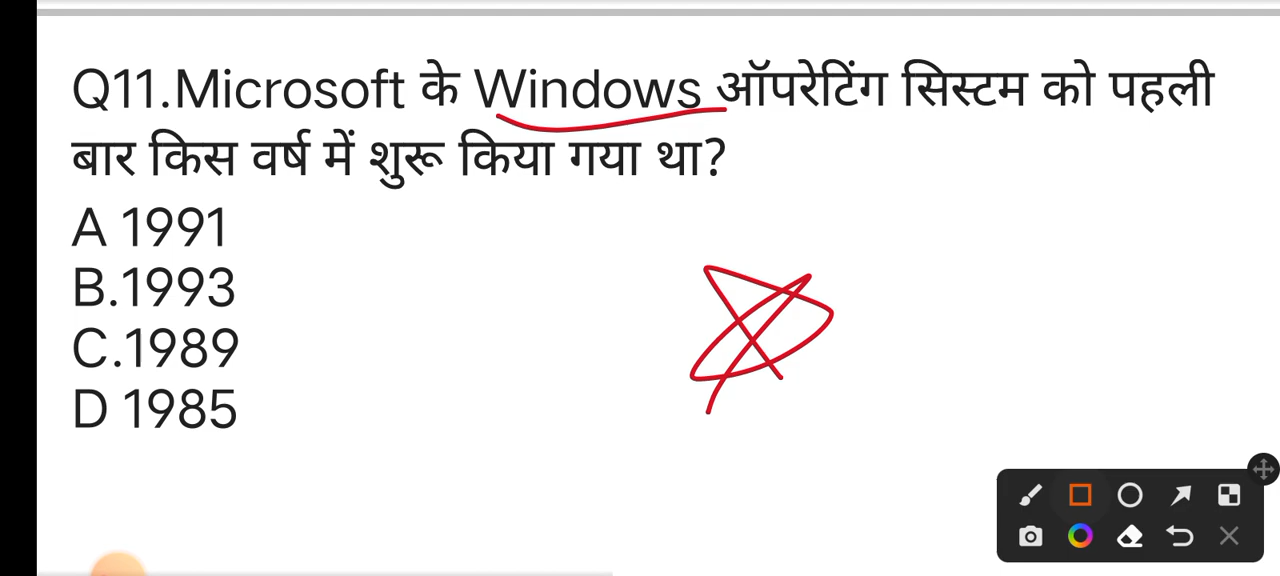 Q11.Microsoft के Windows ऑपरेटिंग सिस्टम को पहली
बार किस वर्ष में शुरू किया गया था?
A 1991
B.1993
C.1989
D 1985